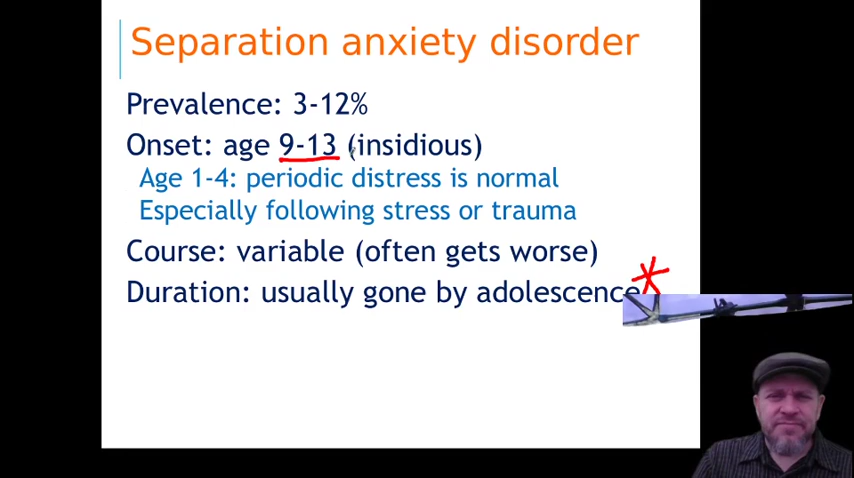 Separation anxiety disorder
Prevalence: 3-12%
Onset: age 9-13 (insidious)
Age 1-4: periodic distress is normal
Especially following stress or trauma
Course: variable (often gets worse)
Duration: usually gone by adolescence